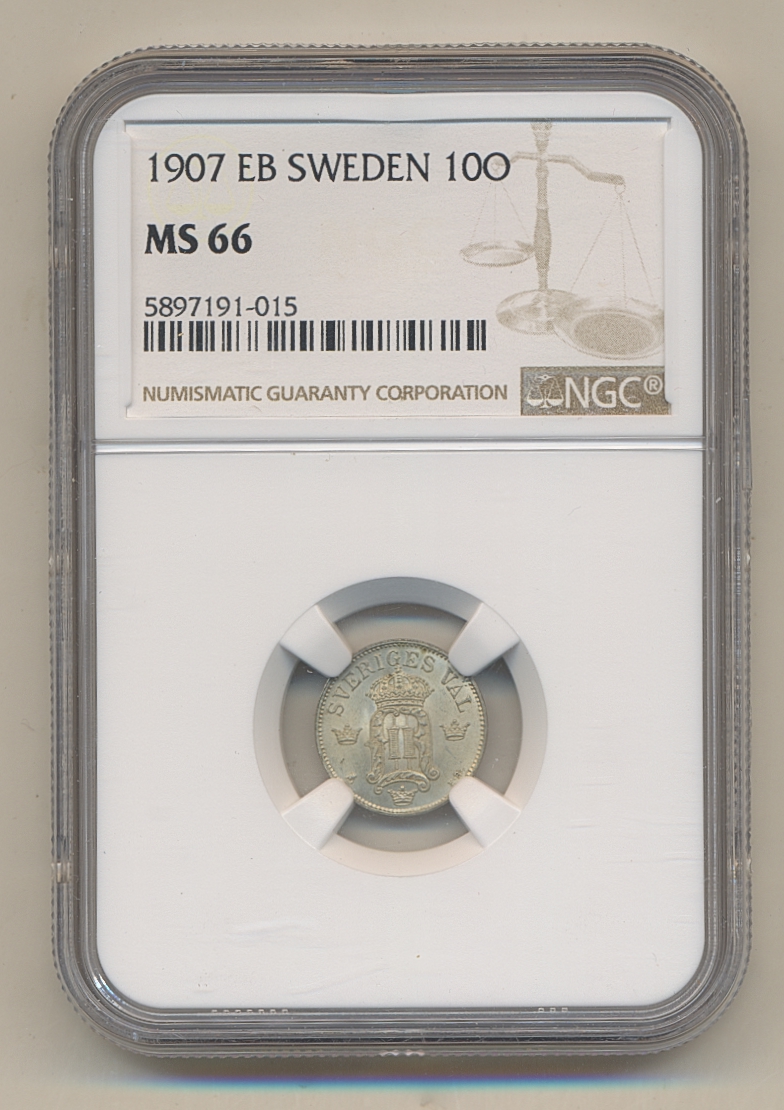 1907 EB SWEDEN 10O
MS 66
5897191-015
NUMISMATIC GUARANTY CORPORATION
NGC®
SVERIGES VÄL